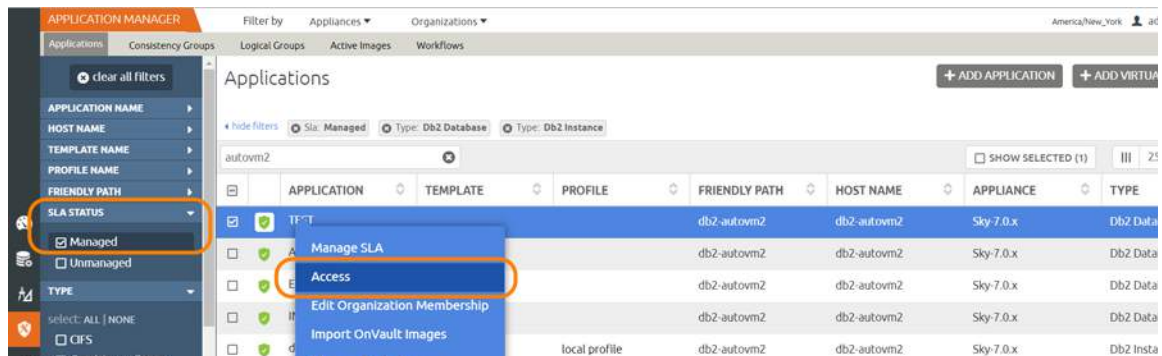 APPLICATION MANAGER Filter by Appliances Organizations America/New_York
Applications Consistency Groups Logical Groups Active Images Workflows
clear all filters
Applications
+ ADD APPLICATION + ADD VIRTUA
APPLICATION NAME
HOST NAME
TEMPLATE NAME
PROFILE NAME
FRIENDLY PATH
SLA STATUS
Managed
Unmanaged
TYPE
select: ALL | NONE
CIFS
hide filters Sla: Managed Type: Db2 Database Type: Db2 Instance
autovm2 SHOW SELECTED (1)
APPLICATION TEMPLATE PROFILE FRIENDLY PATH HOST NAME APPLIANCE TYPE
TEST db2-autovm2 db2-autovm2 Sky-7.0.x Db2 Data
A db2-autovm2 db2-autovm2 Sky-7.0.x Db2 Data
E db2-autovm2 db2-autovm2 Sky-7.0.x Db2 Data
db2-autovm2 db2-autovm2 Sky-7.0.x Db2 Data
d local profile db2-autovm2 db2-autovm2 Sky-7.0.x Db2 Insta
Manage SLA
Access
Edit Organization Membership
Import OnVault Images